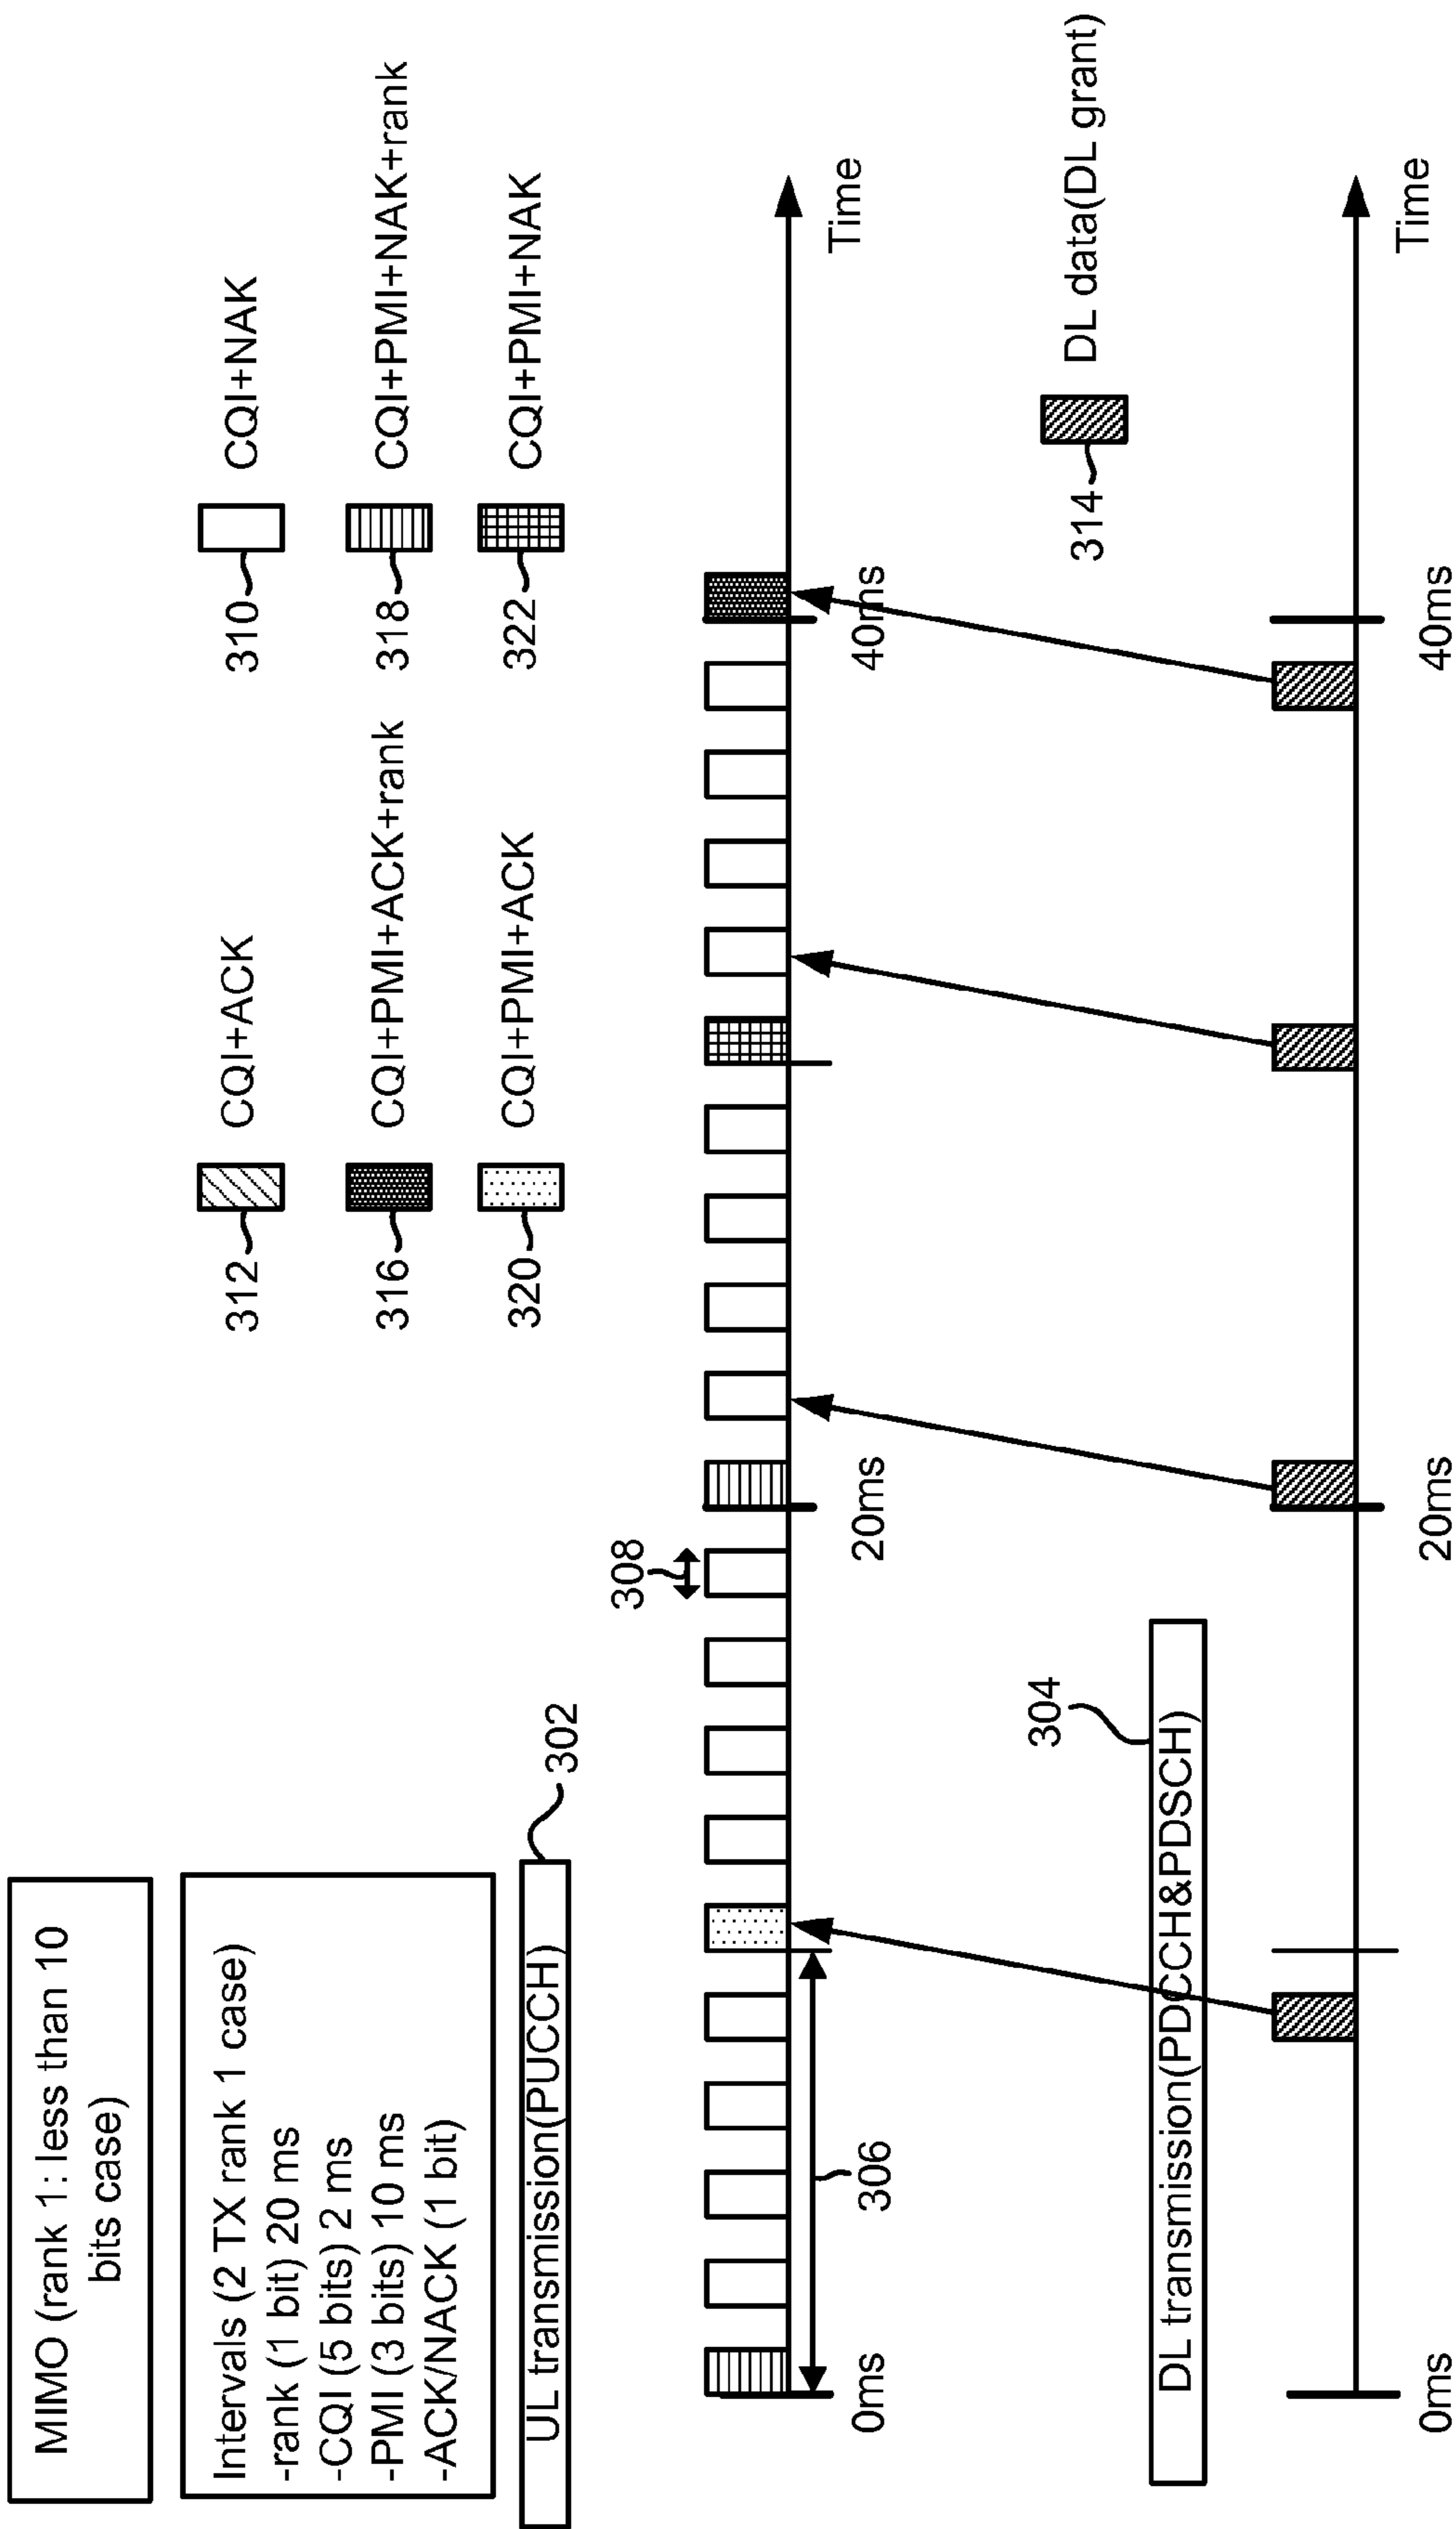 MIMO (rank 1: less than 10
bits case)
Intervals (2 TX rank 1 case)
-rank (1 bit) 20 ms
-CQI (5 bits) 2 ms
-PMI (3 bits) 10 ms
-ACK/NACK (1 bit)
312 CQI+ACK
310 CQI+NAK
316 CQI+PMI+ACK+rank
318 CQI+PMI+NAK+rank
320 CQI+PMI+ACK
322 CQI+PMI+NAK
UL transmission(PUCCH)
302
308
306
0ms
20ms
40ms
Time
DL transmission(PDCCH&PDSCH)
304
314 DL data(DL grant)
0ms
20ms
40ms
Time